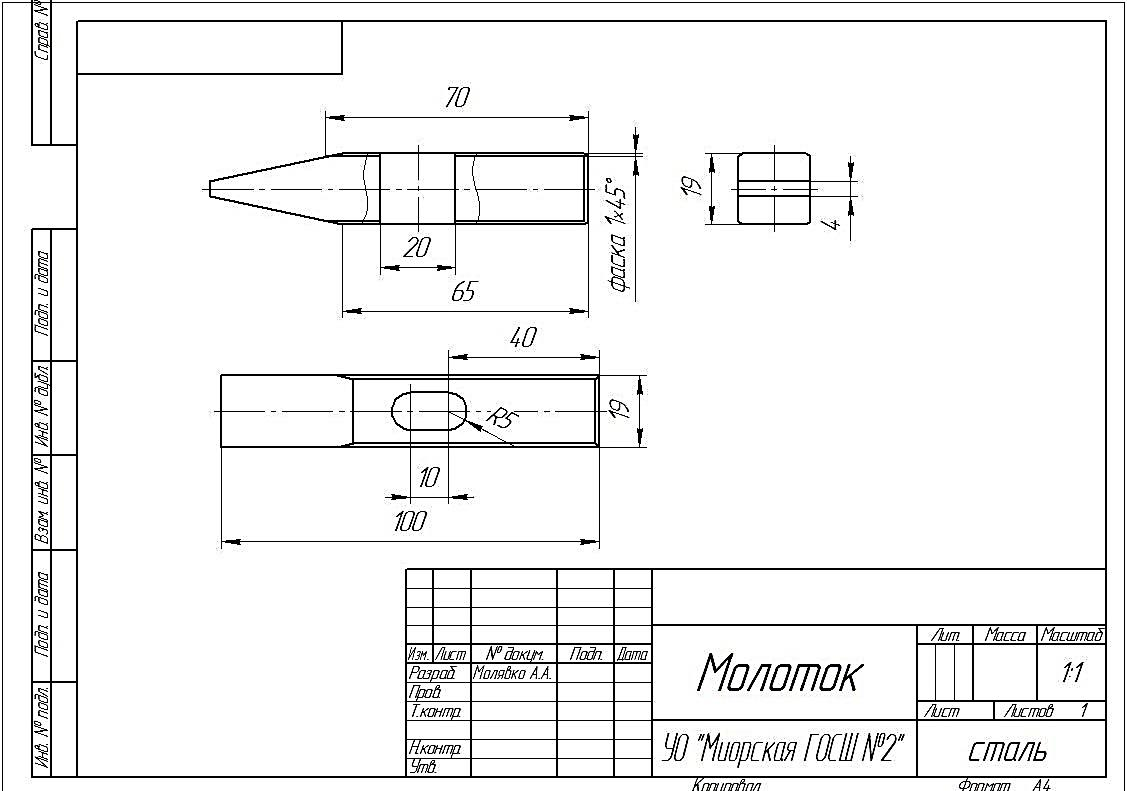 Справ. №
70
20
65
фаска 1x45°
19
4
40
R5
19
10
100
Подп. и дата
Инв. № дубл.
Взам. инв. №
Подп. и дата
Инв. № подл.
Изм. Лист № докум. Подп. Дата
Разраб. Молявко А.А.
Пров.
Т.контр.
Н.контр.
Утв.
Молоток
УО "Миорская ГОСШ №2"
Лит. Масса Масштаб
1:1
Лист Листов 1
сталь
Копировал Формат А4